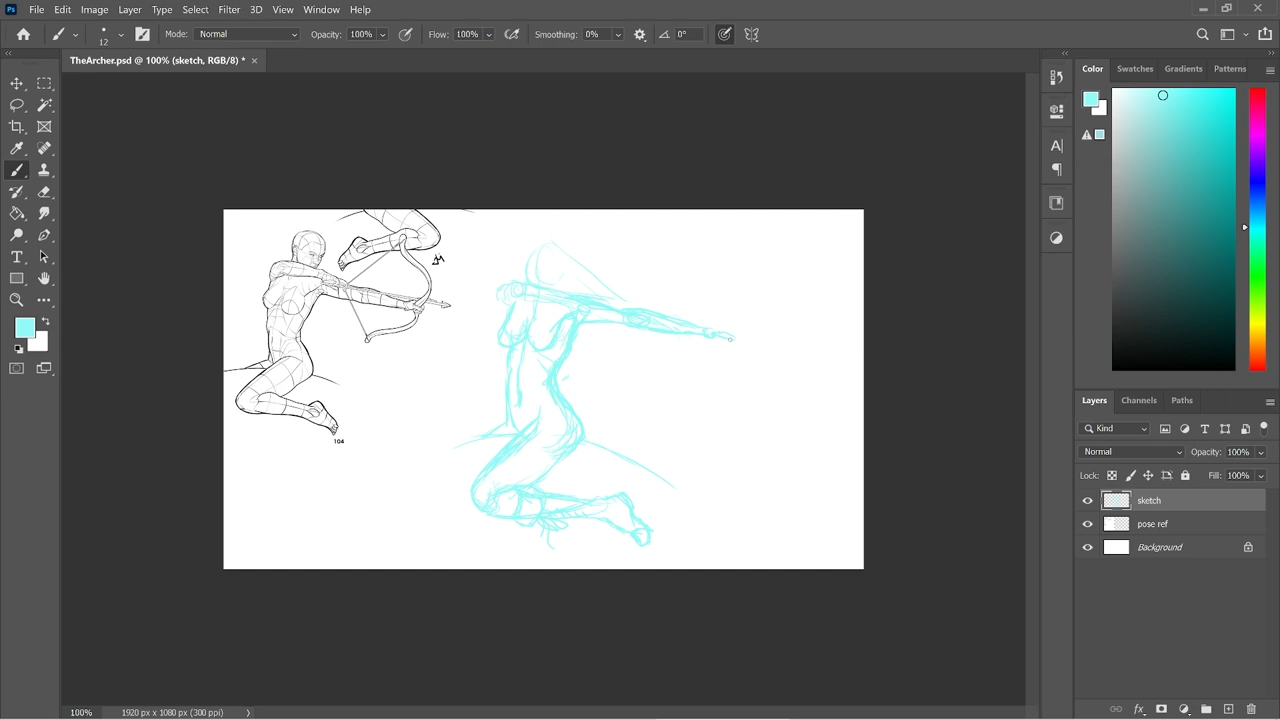 Ps File Edit Image Layer Type Select Filter 3D View Window Help
12 Mode: Normal Opacity: 100% Flow: 100% Smoothing: 0% 0°
TheArcher.psd @ 100% (sketch, RGB/8) *
Color Swatches Gradients Patterns
104
Layers Channels Paths
Kind
Normal Opacity: 100%
Lock: Fill: 100%
sketch
pose ref
Background
100% 1920 px x 1080 px (300 ppi)